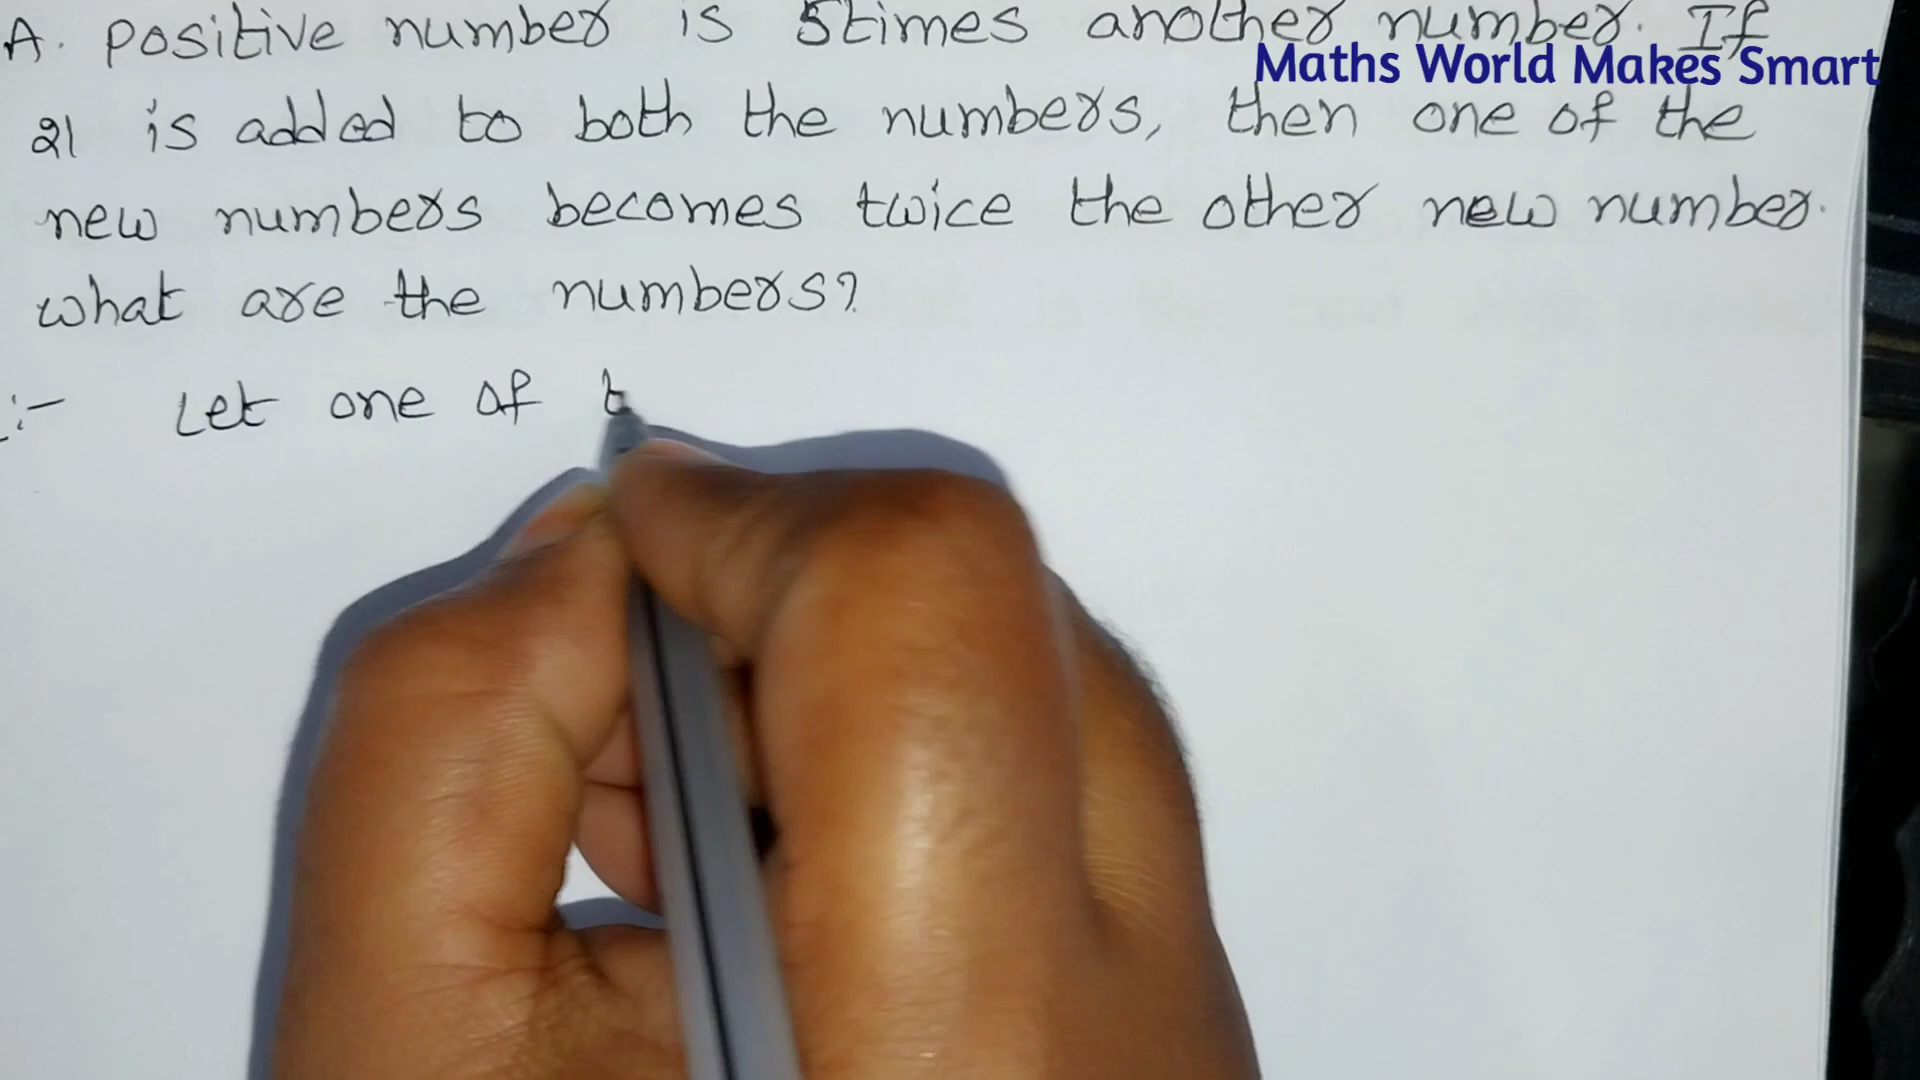 A. positive number is 5times another number. If
Maths World Makes Smart
21 is added to both the numbers, then one of the
new numbers becomes twice the other new number.
what are the numbers?
:- Let one of t